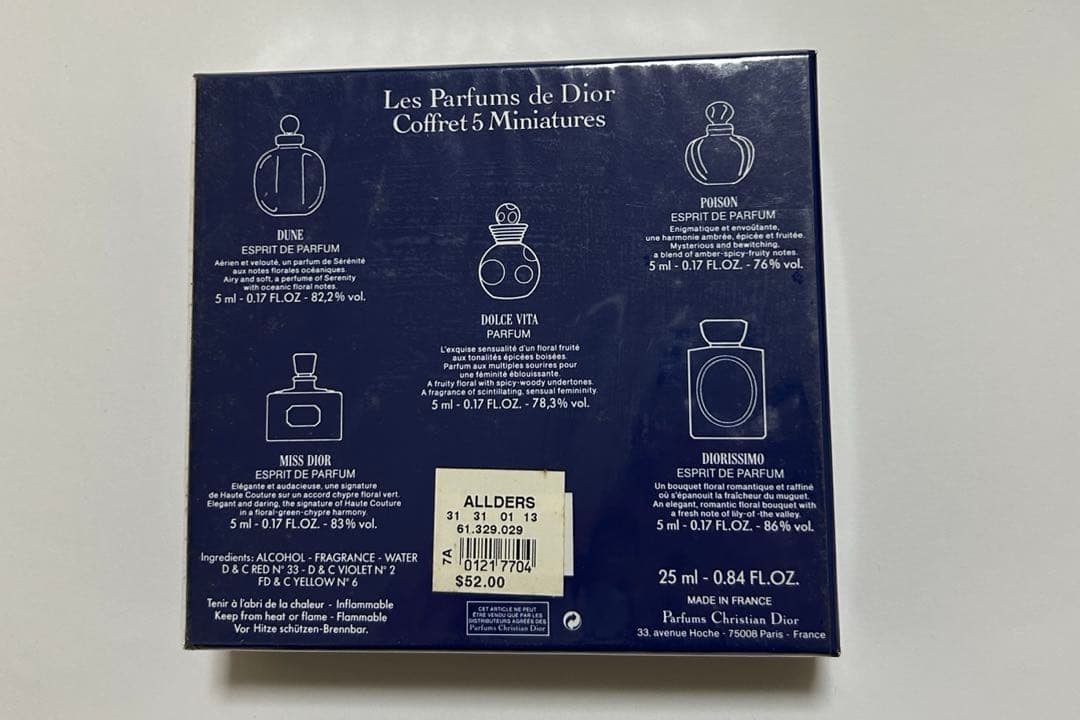 Les Parfums de Dior
Coffret 5 Miniatures
DUNE
ESPRIT DE PARFUM
Aérien et velouté, un parfum de Sérénité
aux notes florales océaniques.
Airy and soft, a perfume of Serenity
with oceanic floral notes.
5 ml - 0.17 FL.OZ - 82,2% vol.
POISON
ESPRIT DE PARFUM
Enigmatique et envoûtante,
une harmonie ambrée, épicée et fruitée.
Mysterious and bewitching,
a blend of amber-spicy-fruity notes.
5 ml - 0.17 FL.OZ. - 76% vol.
DOLCE VITA
PARFUM
L'exquise sensualité d'un floral fruité
aux tonalités épicées boisées.
Parfum aux multiples sourires pour
une féminité éblouissante.
A fruity floral with spicy-woody undertones.
A fragrance of scintillating, sensual femininity.
5 ml - 0.17 FL.OZ. - 78,3% vol.
MISS DIOR
ESPRIT DE PARFUM
Elégante et audacieuse, une signature
de Haute Couture sur un accord chypre floral vert.
Elegant and daring, the signature of Haute Couture
in a floral-green-chypre harmony.
5 ml - 0.17 FL.OZ. - 83% vol.
DIORISSIMO
ESPRIT DE PARFUM
Un bouquet floral romantique et raffiné
où s'épanouit la fraîcheur du muguet.
An elegant, romantic floral bouquet with
a fresh note of lily-of-the valley.
5 ml - 0.17 FL.OZ. - 86% vol.
Ingredients: ALCOHOL - FRAGRANCE - WATER
D & C RED N° 33 - D & C VIOLET N° 2
FD & C YELLOW N° 6
Tenir à l'abri de la chaleur - Inflammable
Keep from heat or flame - Flammable
Vor Hitze schützen-Brennbar.
ALLDERS
31 31 01 13
61.329.029
7A
01217704
$52.00
CET ARTICLE NE PEUT
ETRE VENDU QUE PAR LES
DISTRIBUTEURS AGREES DES
Parfums Christian Dior
25 ml - 0.84 FL.OZ.
MADE IN FRANCE
Parfums Christian Dior
33, avenue Hoche - 75008 Paris - France